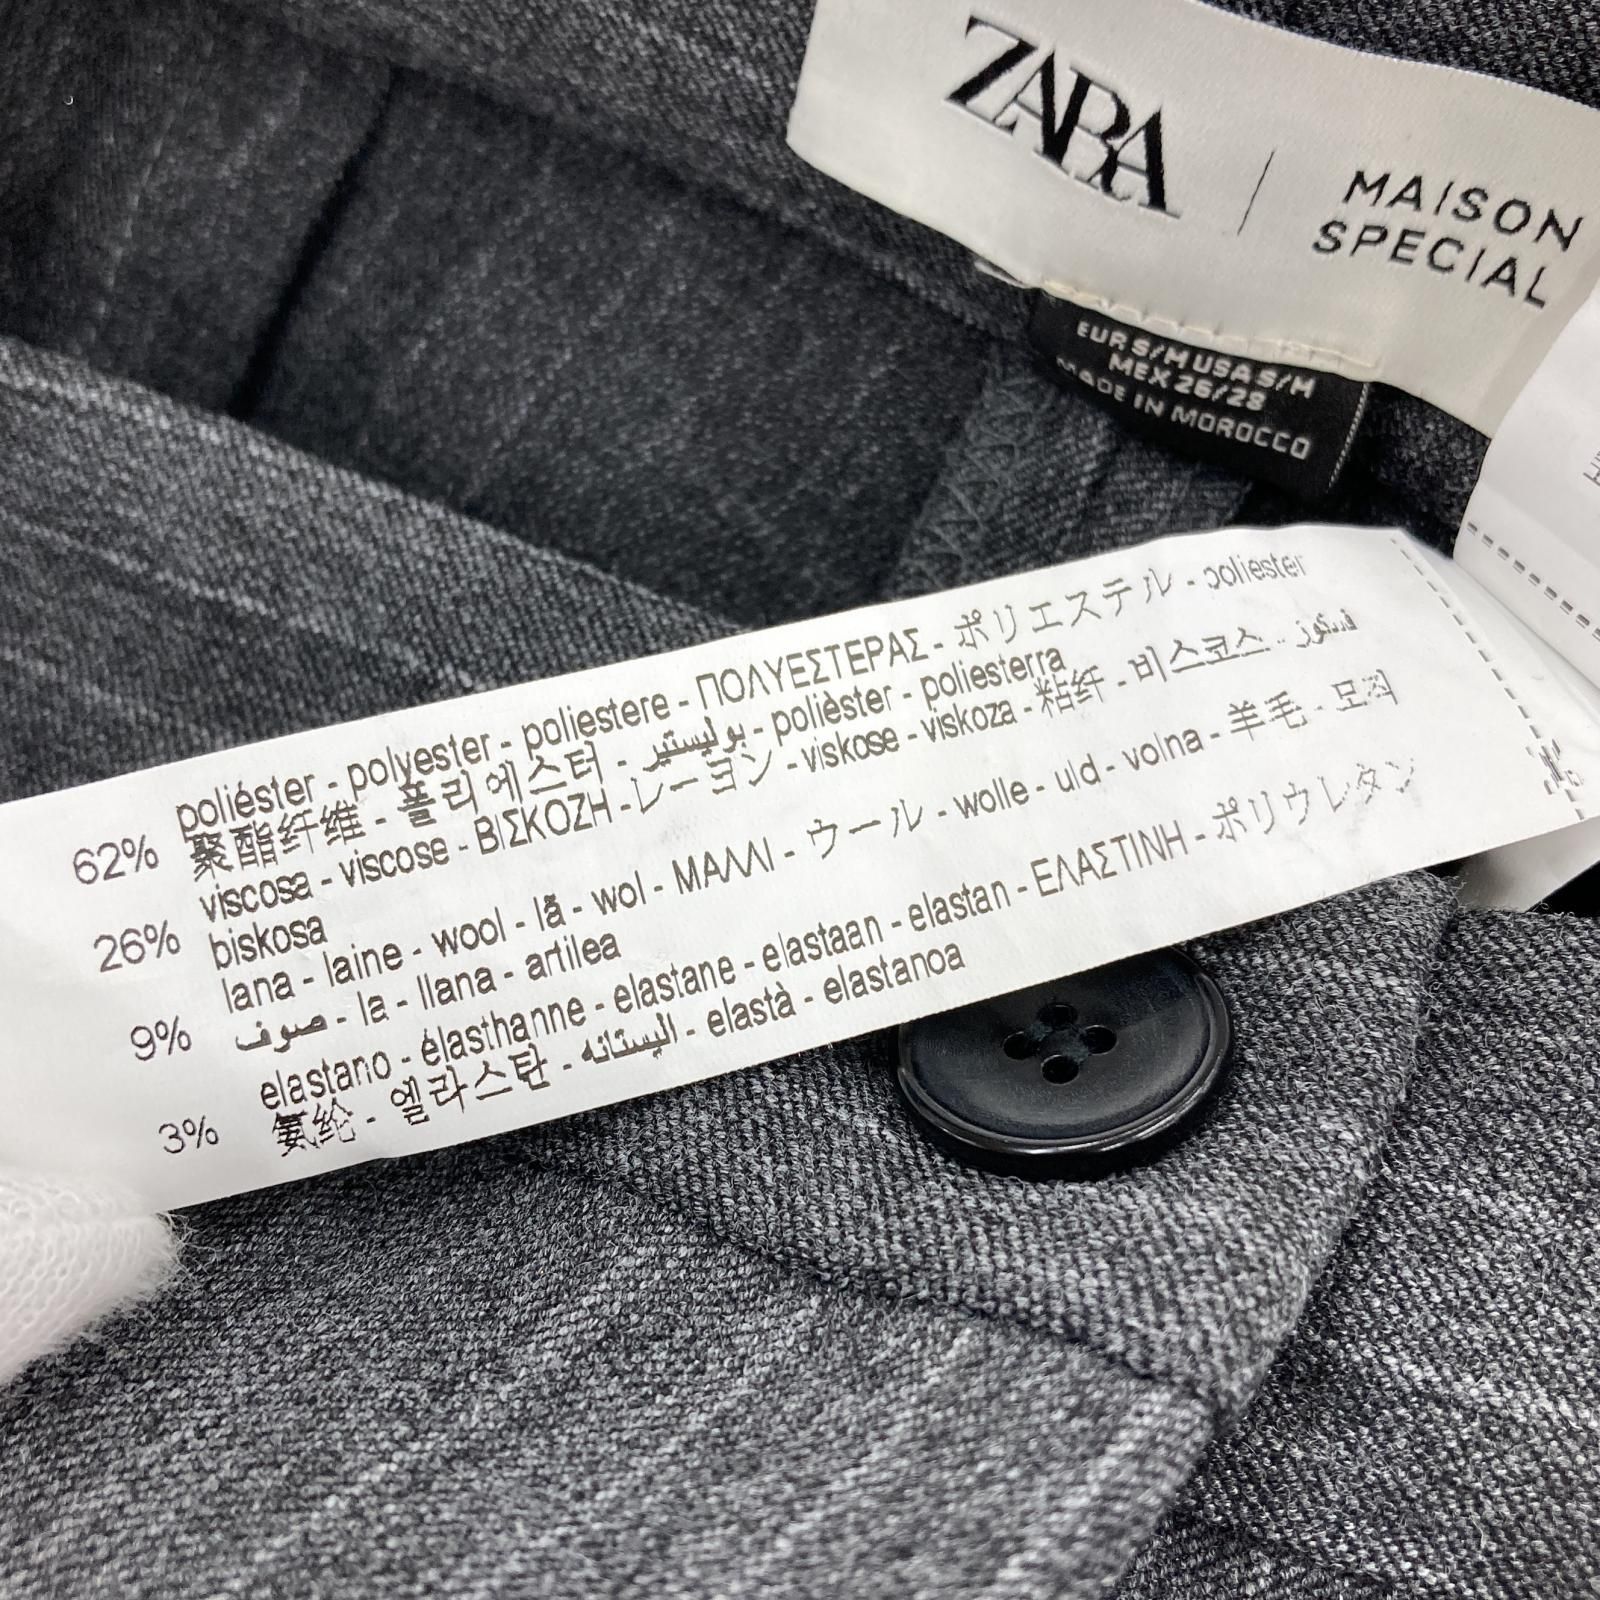 ZARA
MAISON
SPECIAL
EUR S/H USA S/H
MEX 26/28
MADE IN MOROCCO
62% poliéster - polyester - poliestere - ΠΟΛΥΕΣΤΕΡΑΣ - ポリエステル - poliester
聚酯纤维 - 폴리에스터 - بوليستير - polièster - poliesterra
26% viscosa - viscose - ΒΙΣΚΟΖΗ - レーヨン - viskose - viskoza - 粘纤 - 비스코스 -
biskosa
9% lana - laine - wool - lã - wol - ΜΑΛΛΙ - ウール - wolle - uld - volna - 羊毛 - 모직
صوف - la - llana - artilea
3% elastano - élasthanne - elastane - elastaan - elastan - ΕΛΑΣΤΙΝΗ - ポリウレタン
氨纶 - 엘라스탄 - اليستانه - elastà - elastanoa